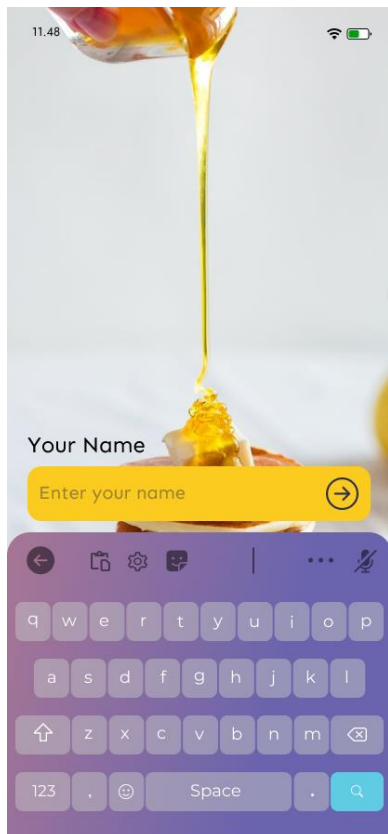 11.48
Your Name
Enter your name
q w e r t y u i o p
a s d f g h j k l
z x c v b n m
123 , Space .